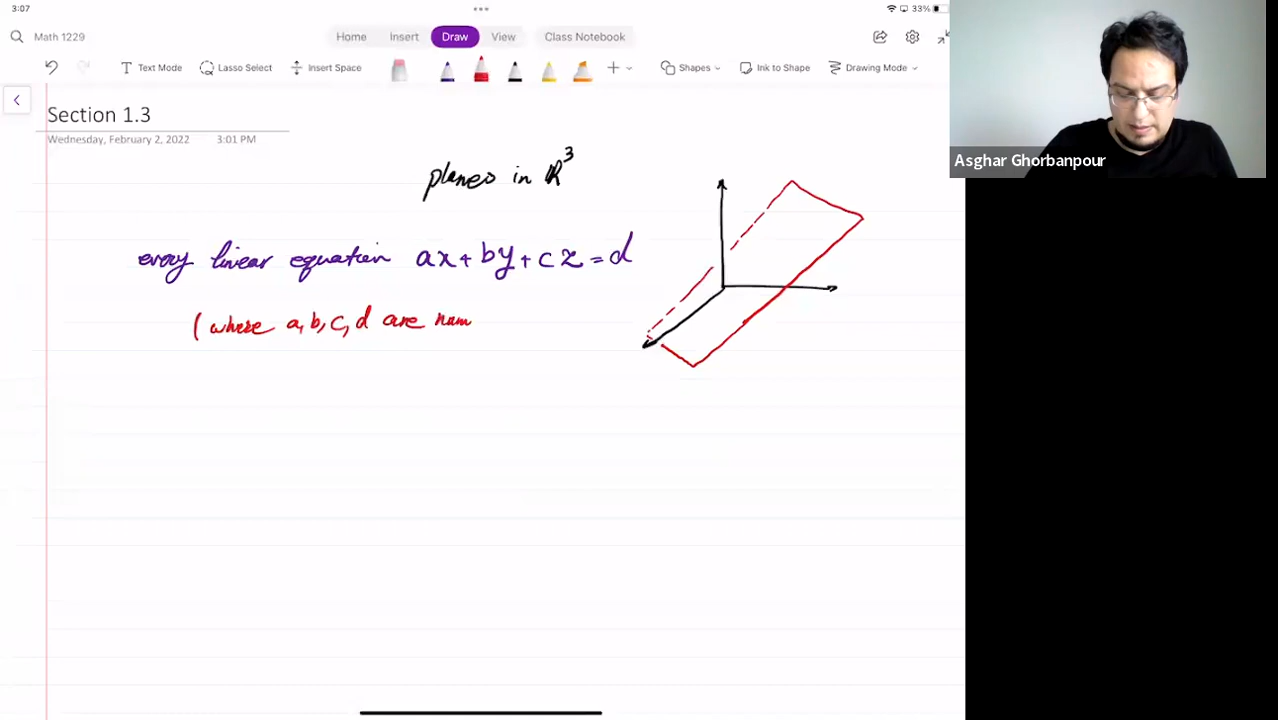 3:07
33%
Math 1229
Home Insert Draw View Class Notebook
Text Mode Lasso Select Insert Space Shapes Ink to Shape Drawing Mode
Section 1.3
Wednesday, February 2, 2022 3:01 PM
planes in ℝ³
every linear equation ax + by + cz = d
(where a, b, c, d are num
Asghar Ghorbanpour